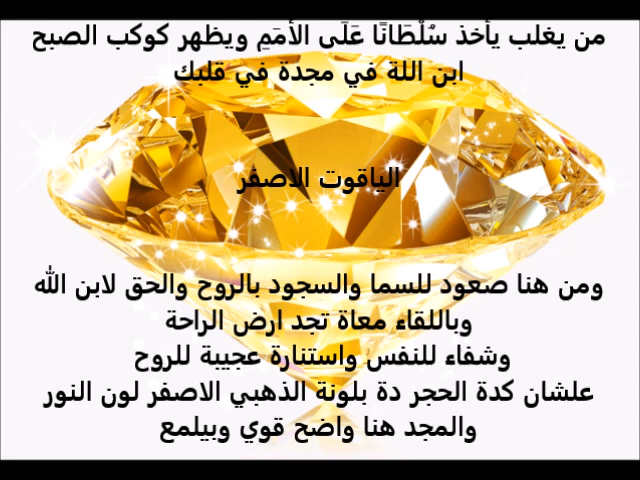 من يغلب يأخذ سُلْطَانًا عَلَى الأُمَمِ ويظهر كوكب الصبح
ابن اللة في مجدة في قلبك
الياقوت الاصفر
ومن هنا صعود للسما والسجود بالروح والحق لابن الله
وباللقاء معاة تجد ارض الراحة
وشفاء للنفس واستنارة عجيبة للروح
علشان كدة الحجر دة بلونة الذهبي الاصفر لون النور
والمجد هنا واضح قوي وبيلمع